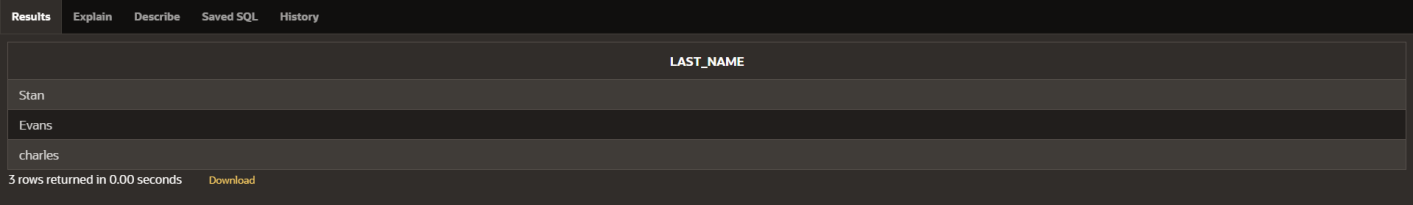 Results Explain Describe Saved SQL History
LAST_NAME
Stan
Evans
charles
3 rows returned in 0.00 seconds Download